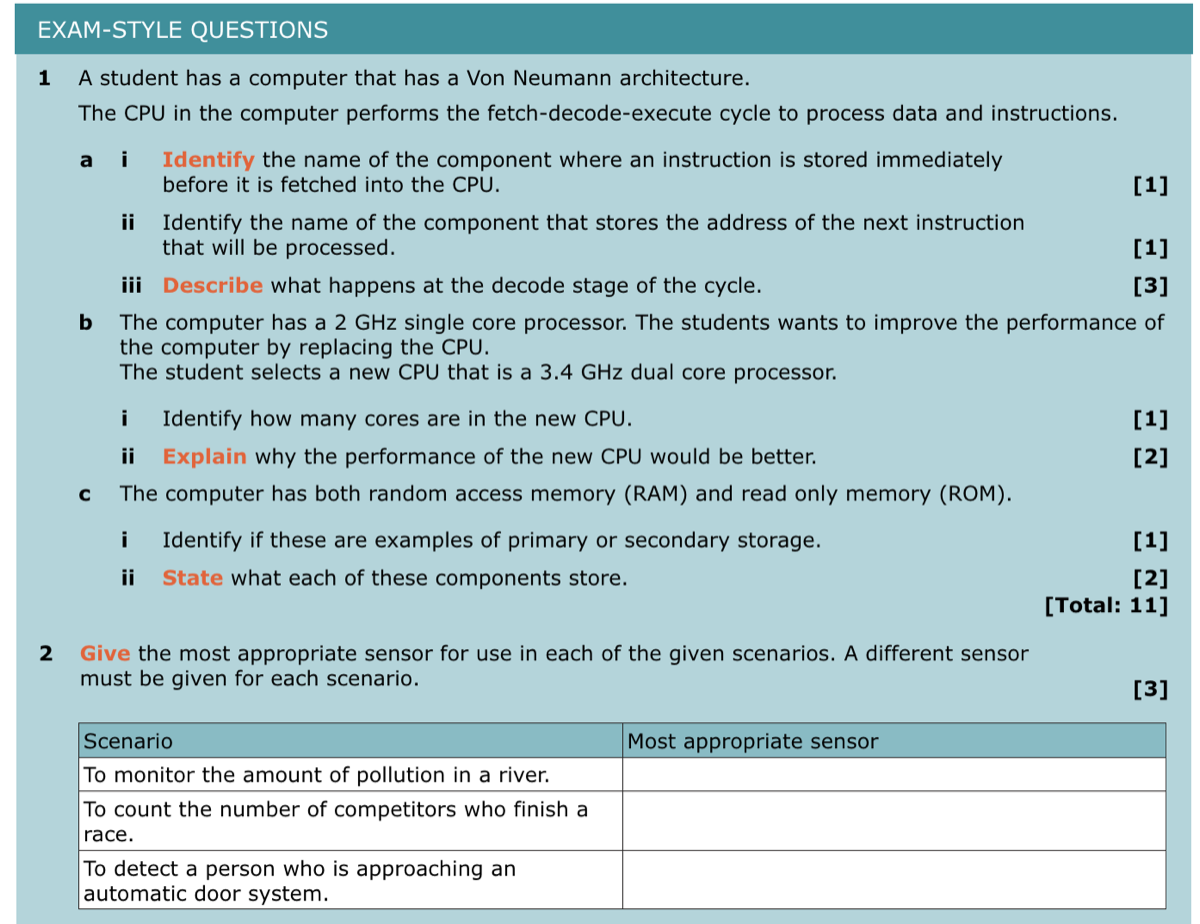 EXAM-STYLE QUESTIONS
1 A student has a computer that has a Von Neumann architecture.
The CPU in the computer performs the fetch-decode-execute cycle to process data and instructions.
a i Identify the name of the component where an instruction is stored immediately
before it is fetched into the CPU. [1]
ii Identify the name of the component that stores the address of the next instruction
that will be processed. [1]
iii Describe what happens at the decode stage of the cycle. [3]
b The computer has a 2 GHz single core processor. The students wants to improve the performance of
the computer by replacing the CPU.
The student selects a new CPU that is a 3.4 GHz dual core processor.
i Identify how many cores are in the new CPU. [1]
ii Explain why the performance of the new CPU would be better. [2]
c The computer has both random access memory (RAM) and read only memory (ROM).
i Identify if these are examples of primary or secondary storage. [1]
ii State what each of these components store. [2]
[Total: 11]
2 Give the most appropriate sensor for use in each of the given scenarios. A different sensor
must be given for each scenario. [3]
Scenario Most appropriate sensor
To monitor the amount of pollution in a river.
To count the number of competitors who finish a
race.
To detect a person who is approaching an
automatic door system.